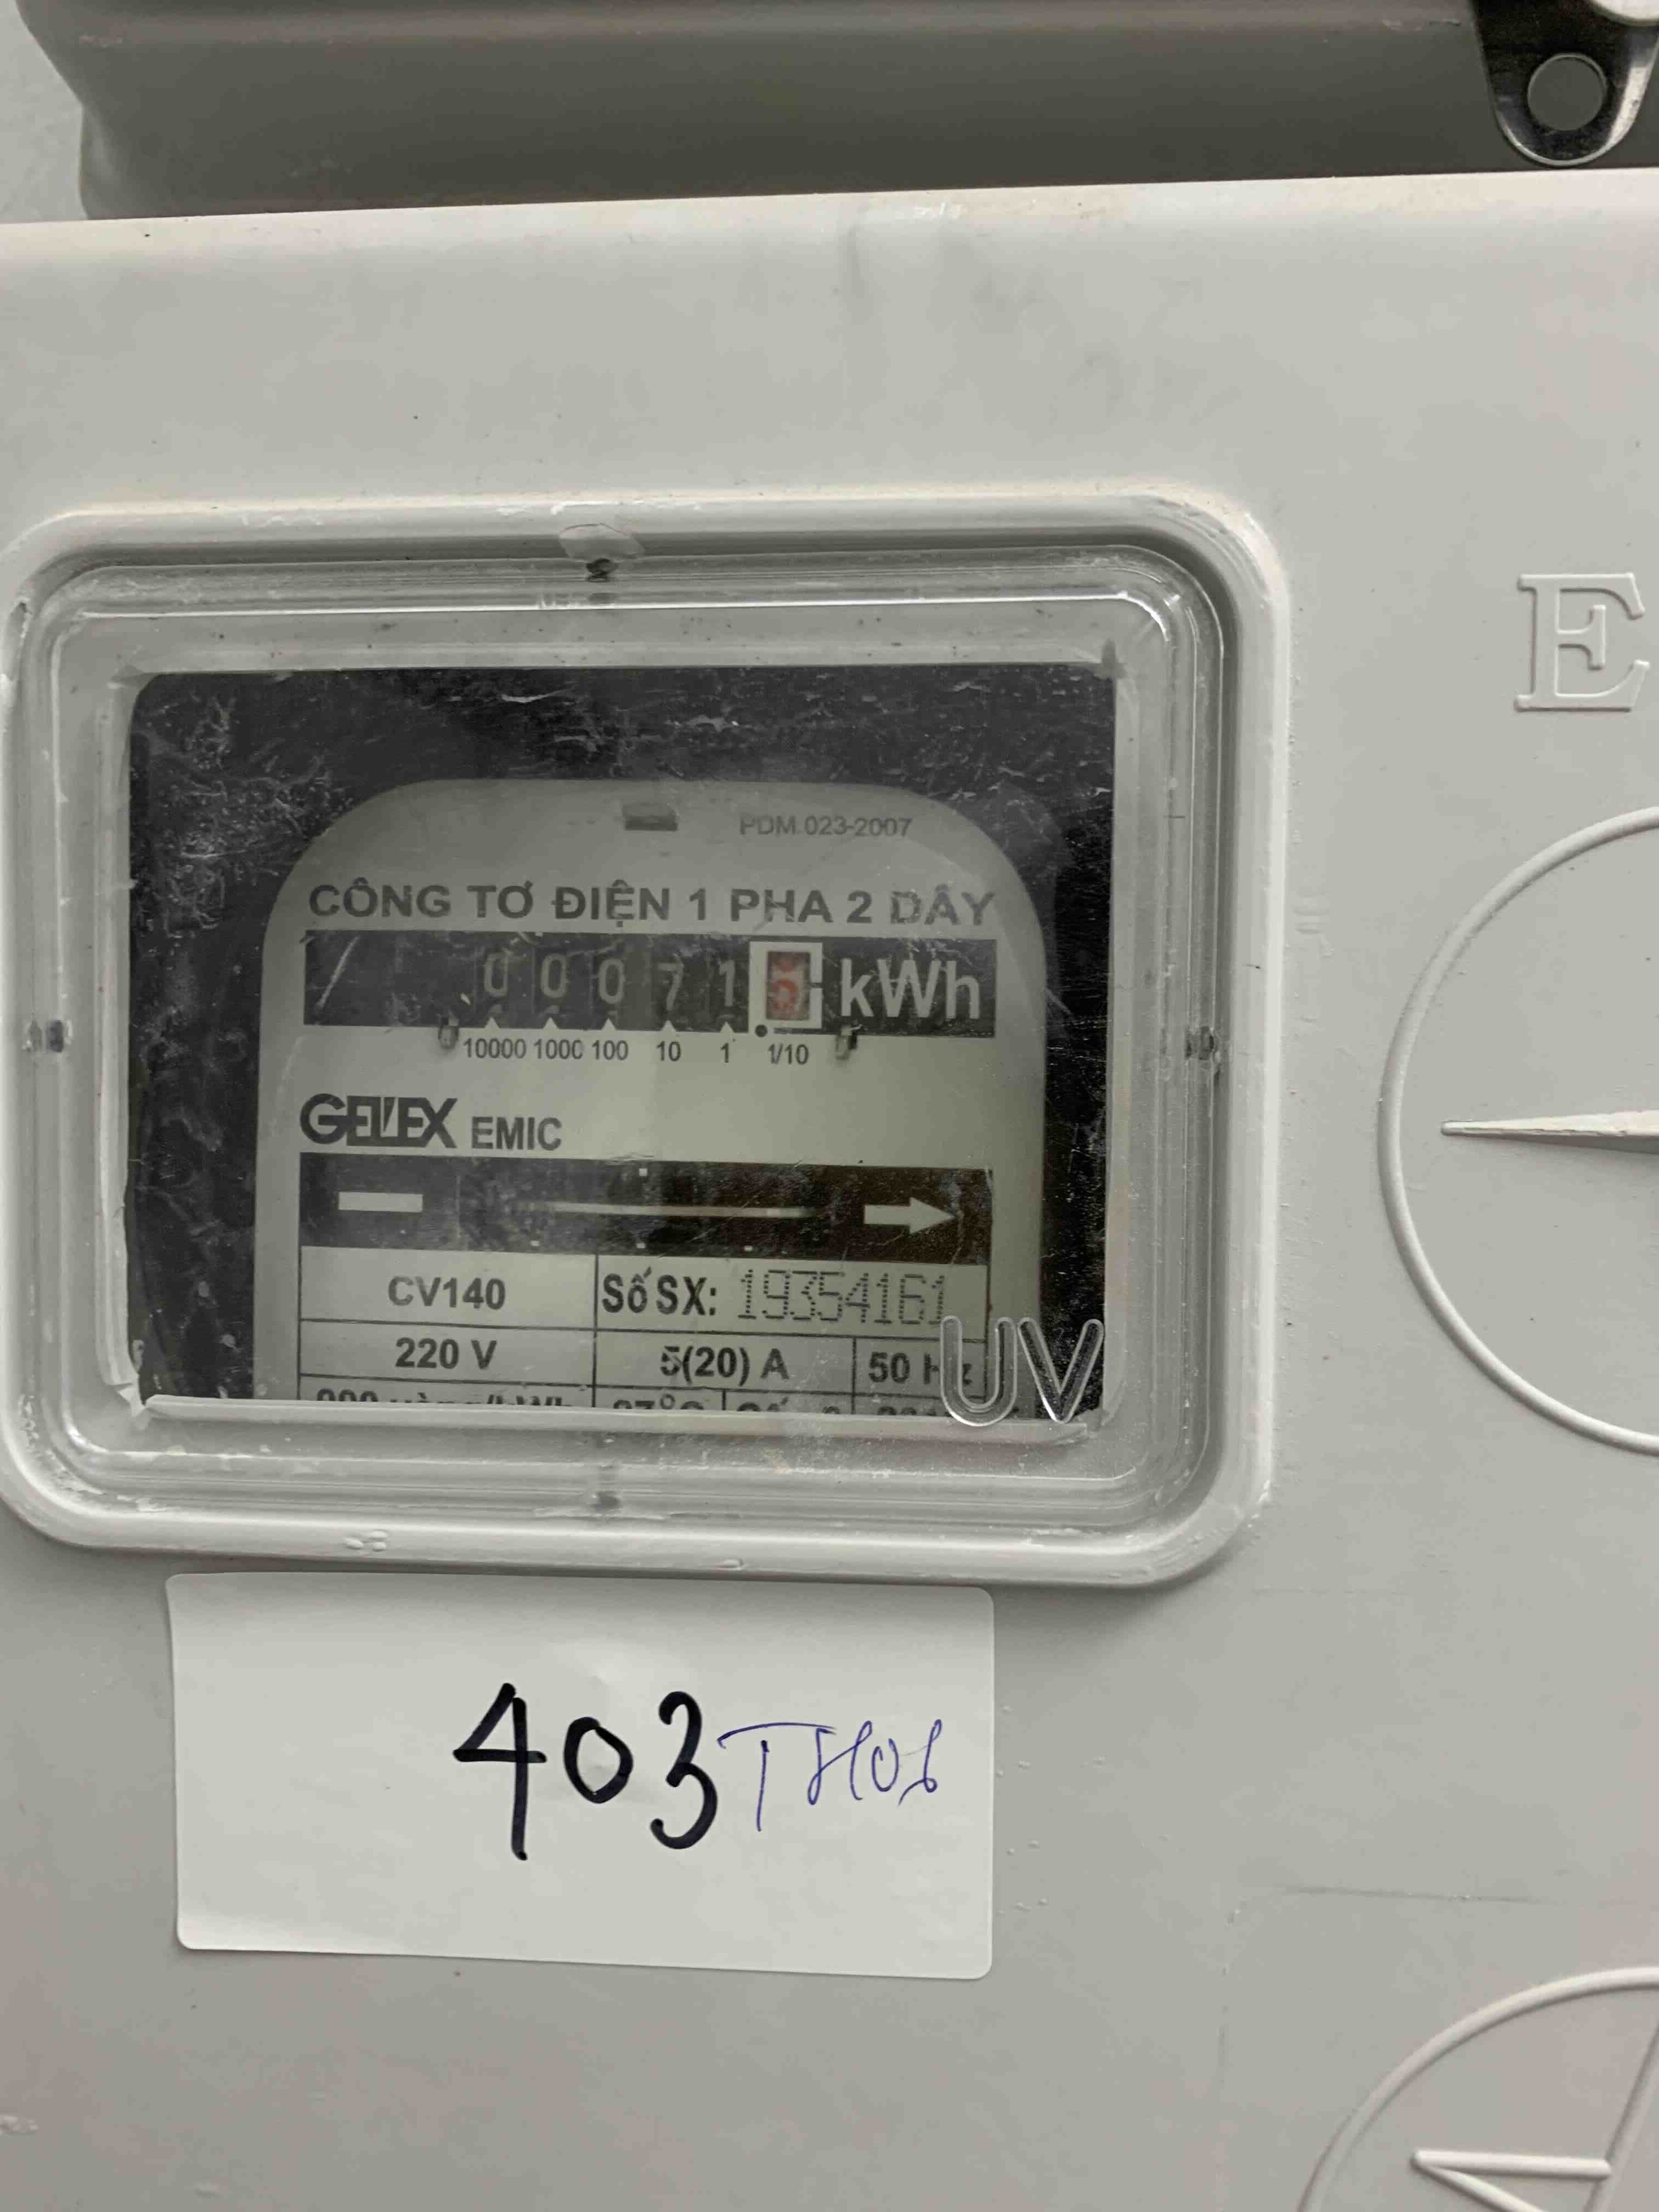 E
PDM 023-2007
CÔNG TƠ ĐIỆN 1 PHA 2 DÂY
0 0 0 7 1 5 kWh
10000 1000 100 10 1 1/10
GELEX EMIC
CV140 Số SX: 19354161
220 V 5(20) A 50 Hz
UV
403